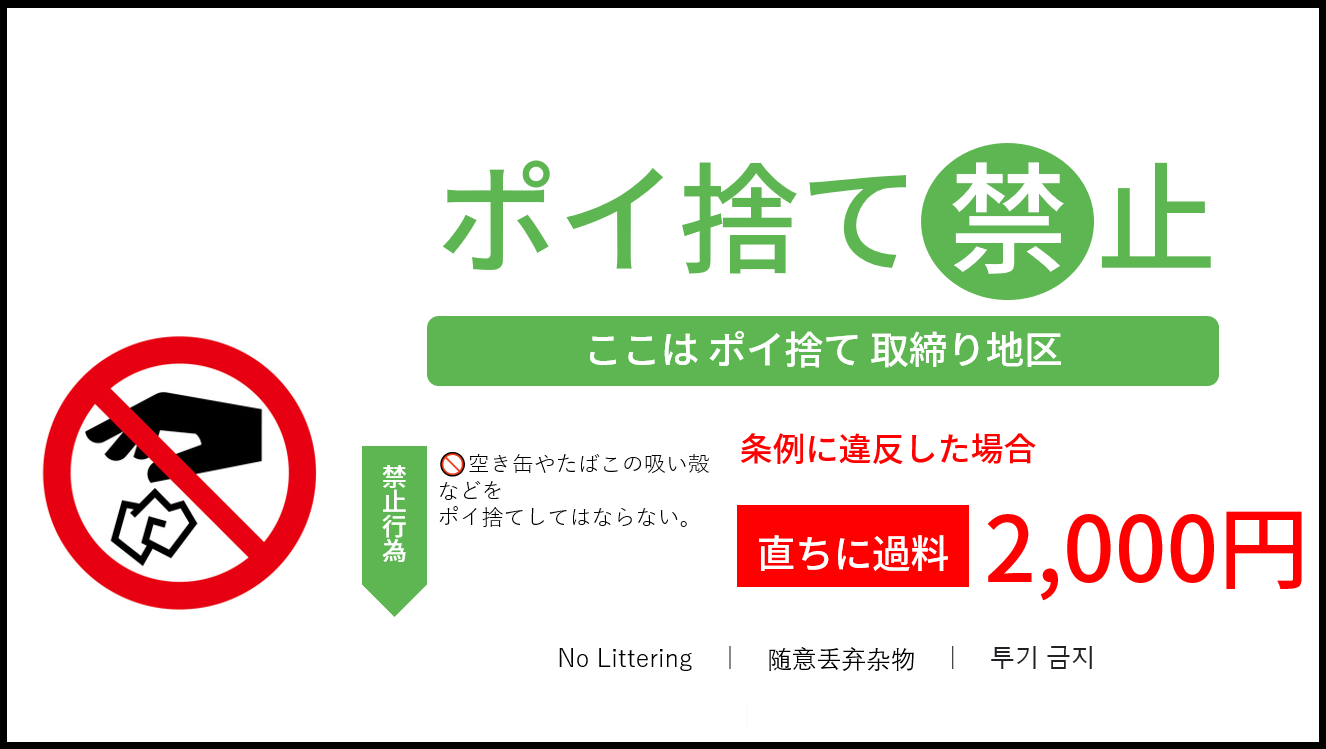 ポイ捨て禁止
ここは ポイ捨て 取締り地区
禁止行為
🚫空き缶やたばこの吸い殻
などを
ポイ捨てしてはならない。
条例に違反した場合
直ちに過料 2,000円
No Littering | 随意丢弃杂物 | 투기 금지